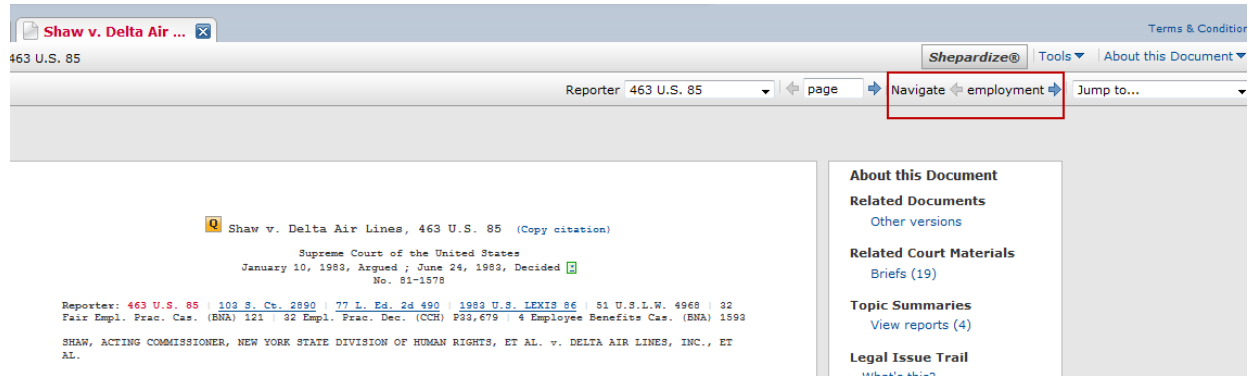 Shaw v. Delta Air ...
Terms & Condition
463 U.S. 85
Shepardize® Tools About this Document
Reporter 463 U.S. 85 page Navigate employment Jump to...
About this Document
Related Documents
Other versions
Q Shaw v. Delta Air Lines, 463 U.S. 85 (Copy citation)
Supreme Court of the United States
January 10, 1983, Argued ; June 24, 1983, Decided
No. 81-1578
Related Court Materials
Briefs (19)
Reporter: 463 U.S. 85 | 103 S. Ct. 2890 | 77 L. Ed. 2d 490 | 1983 U.S. LEXIS 86 | 51 U.S.L.W. 4968 | 32
Fair Empl. Prac. Cas. (BNA) 121 | 32 Empl. Prac. Dec. (CCH) P33,679 | 4 Employee Benefits Cas. (BNA) 1593
Topic Summaries
View reports (4)
SHAW, ACTING COMMISSIONER, NEW YORK STATE DIVISION OF HUMAN RIGHTS, ET AL. v. DELTA AIR LINES, INC., ET
AL.
Legal Issue Trail
What's this?